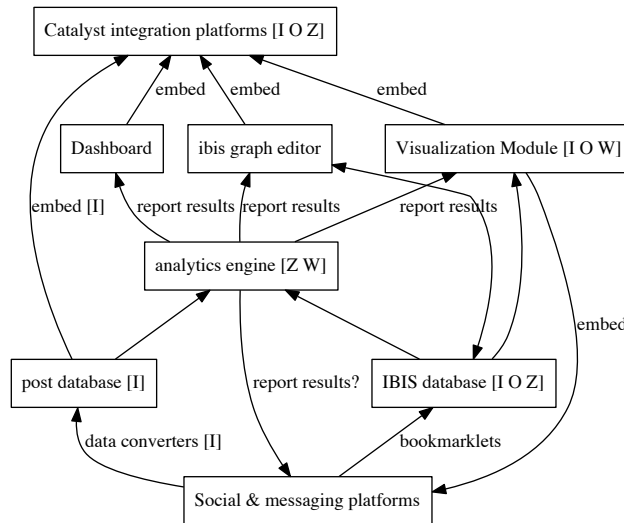 Catalyst integration platforms [I O Z]
embed
embed
embed
Dashboard
ibis graph editor
Visualization Module [I O W]
embed [I]
report results
report results
report results
analytics engine [Z W]
embed
post database [I]
report results?
IBIS database [I O Z]
data converters [I]
bookmarklets
Social & messaging platforms